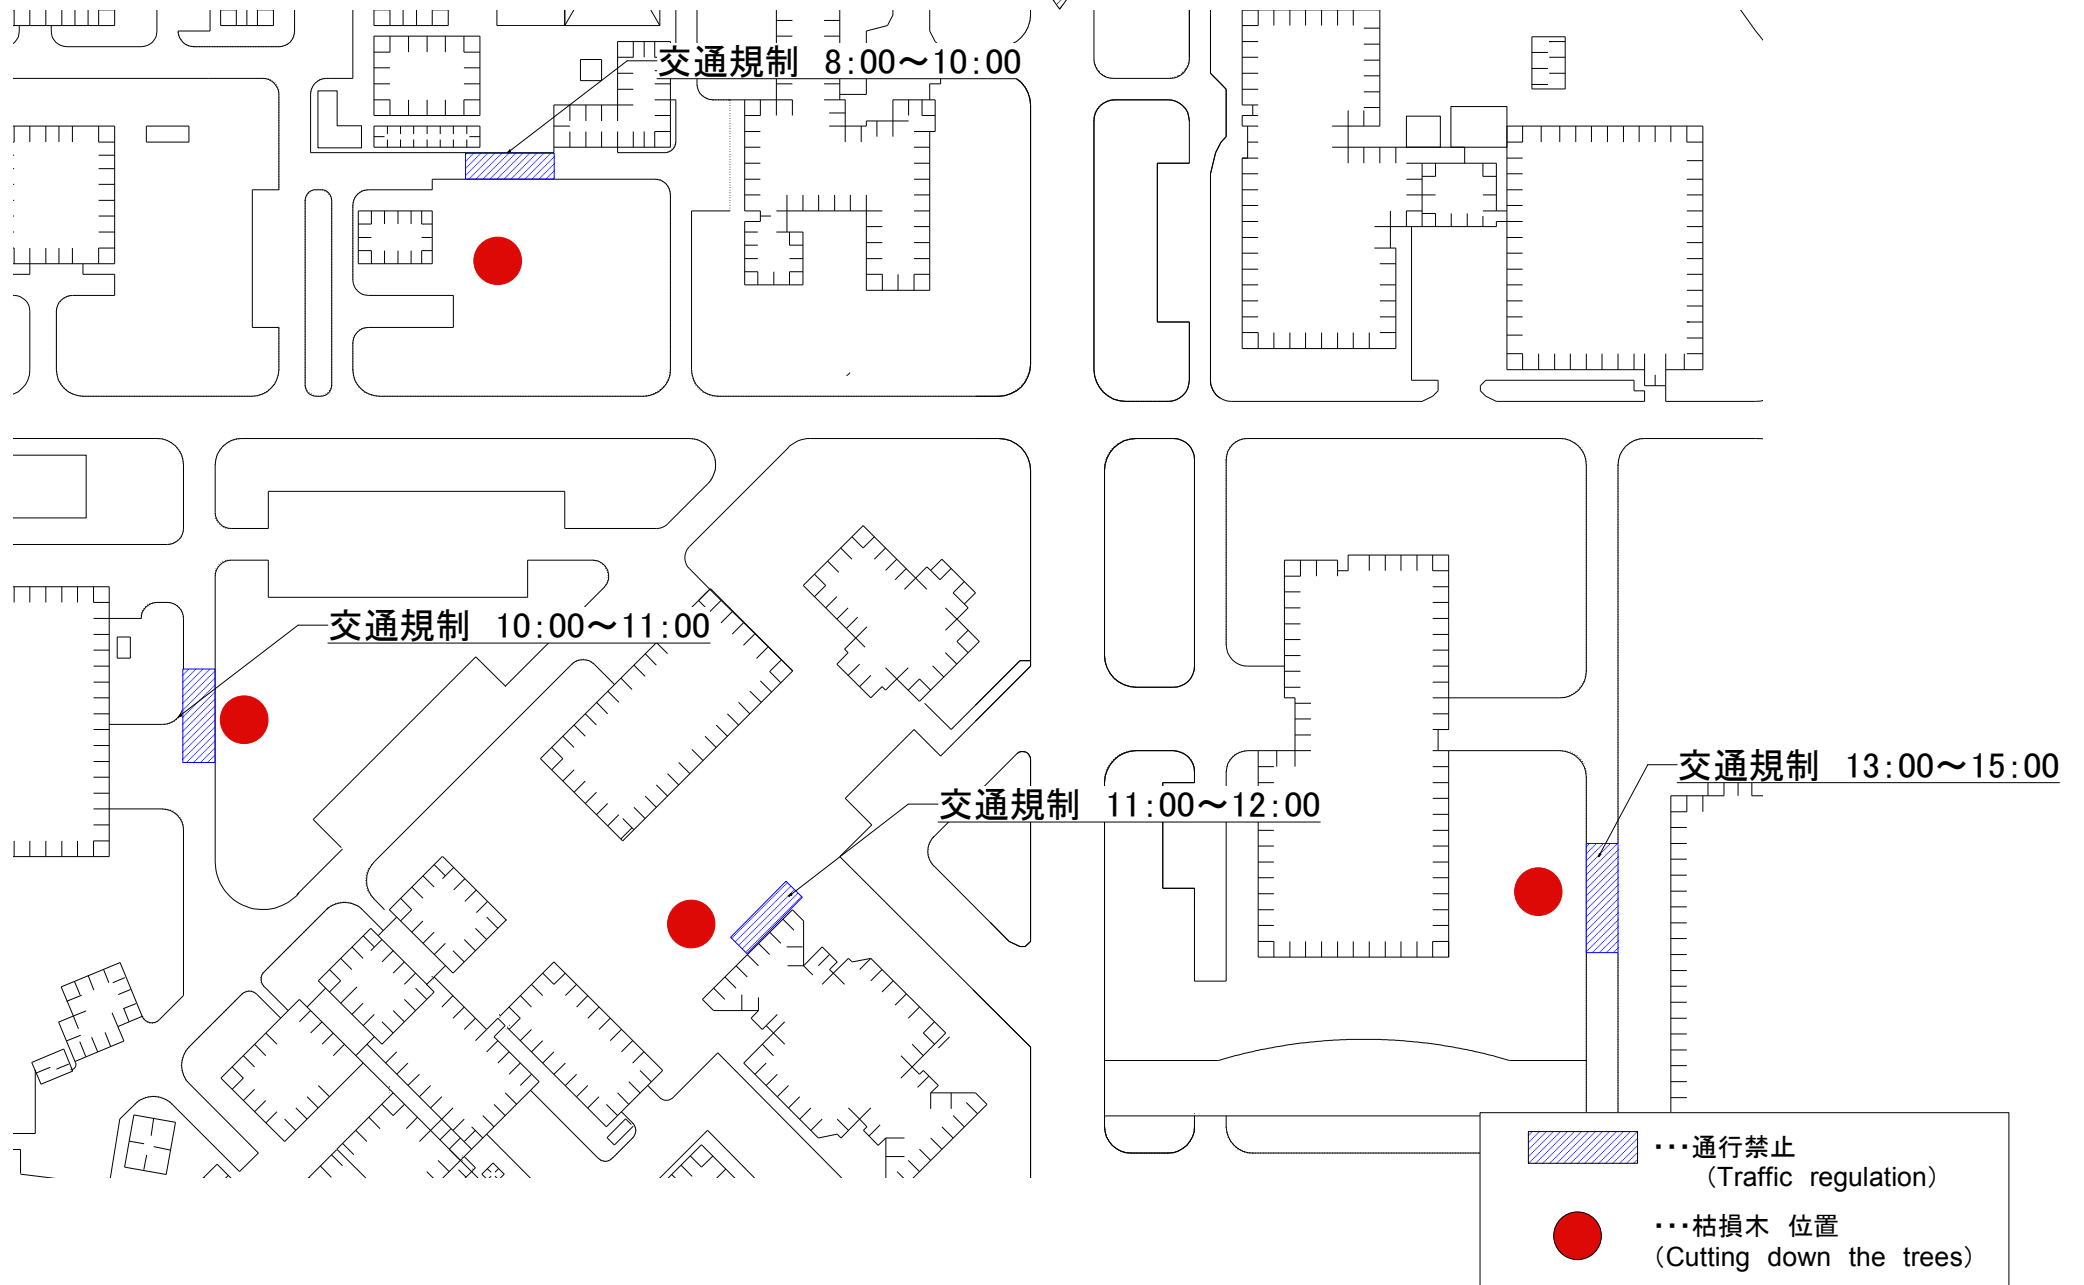 交通規制 8:00～10:00
交通規制 10:00～11:00
交通規制 13:00～15:00
交通規制 11:00～12:00
･･･通行禁止
（Traffic regulation）
･･･枯損木 位置
（Cutting down the trees）